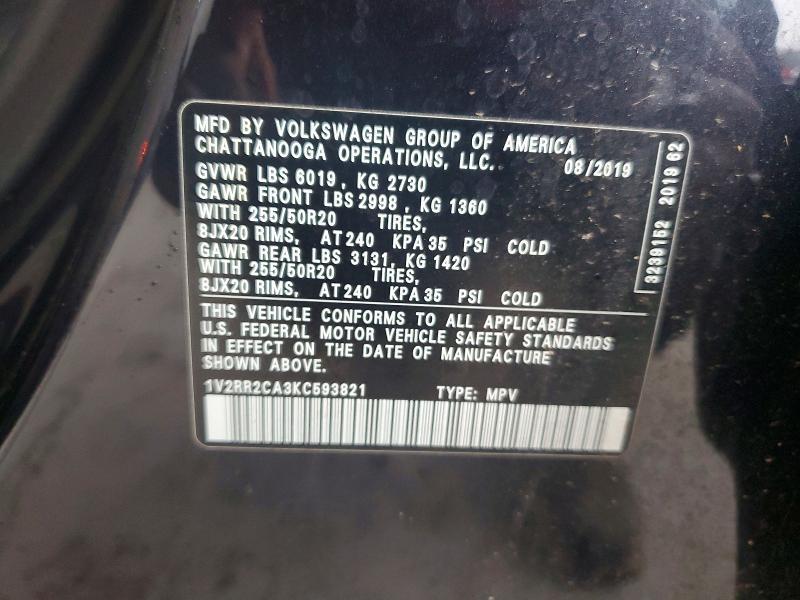 MFD BY VOLKSWAGEN GROUP OF AMERICA
CHATTANOOGA OPERATIONS, LLC. 08/2019
GVWR LBS 6019, KG 2730
GAWR FRONT LBS 2998, KG 1360
WITH 255/50R20 TIRES,
8JX20 RIMS, AT 240 KPA 35 PSI COLD
GAWR REAR LBS 3131, KG 1420
WITH 255/50R20 TIRES,
8JX20 RIMS, AT 240 KPA 35 PSI COLD
THIS VEHICLE CONFORMS TO ALL APPLICABLE
U.S. FEDERAL MOTOR VEHICLE SAFETY STANDARDS
IN EFFECT ON THE DATE OF MANUFACTURE
SHOWN ABOVE.
1V2RR2CA3KC593821 TYPE: MPV
3239162 2019 62